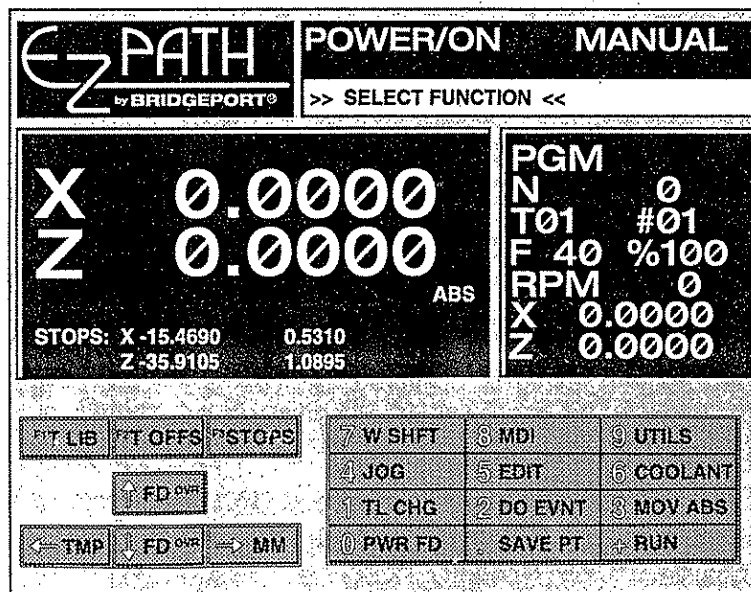 EZ PATH
by BRIDGEPORT®
POWER/ON MANUAL
>> SELECT FUNCTION <<
X 0.0000
Z 0.0000
ABS
STOPS: X -15.4690 0.5310
Z -35.9105 1.0895
PGM
N 0
T01 #01
F 40 %100
RPM 0
X 0.0000
Z 0.0000
T LIB T OFFS STOPS
↑ FD OVR
← TMP ↓ FD OVR → MM
7 W SHFT 8 MDI 9 UTILS
4 JOG 5 EDIT 6 COOLANT
1 TL CHG 2 DO EVNT 3 MOV ABS
0 PWR FD . SAVE PT + RUN